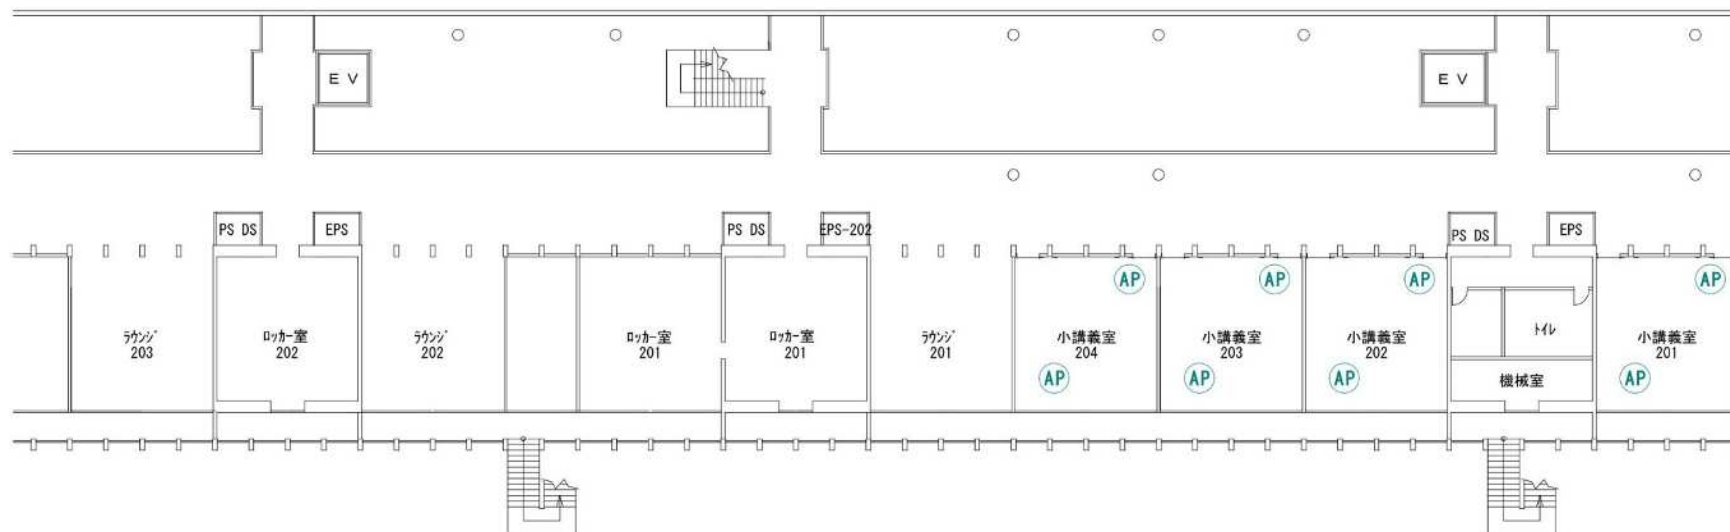 E V
E V
PS DS
EPS
PS DS
EPS-202
PS DS
EPS
AP
AP
AP
AP
ラウンジ
203
ロッカー室
202
ラウンジ
202
ロッカー室
201
ロッカー室
201
ラウンジ
201
小講義室
204
小講義室
203
小講義室
202
トイレ
小講義室
201
AP
AP
AP
機械室
AP